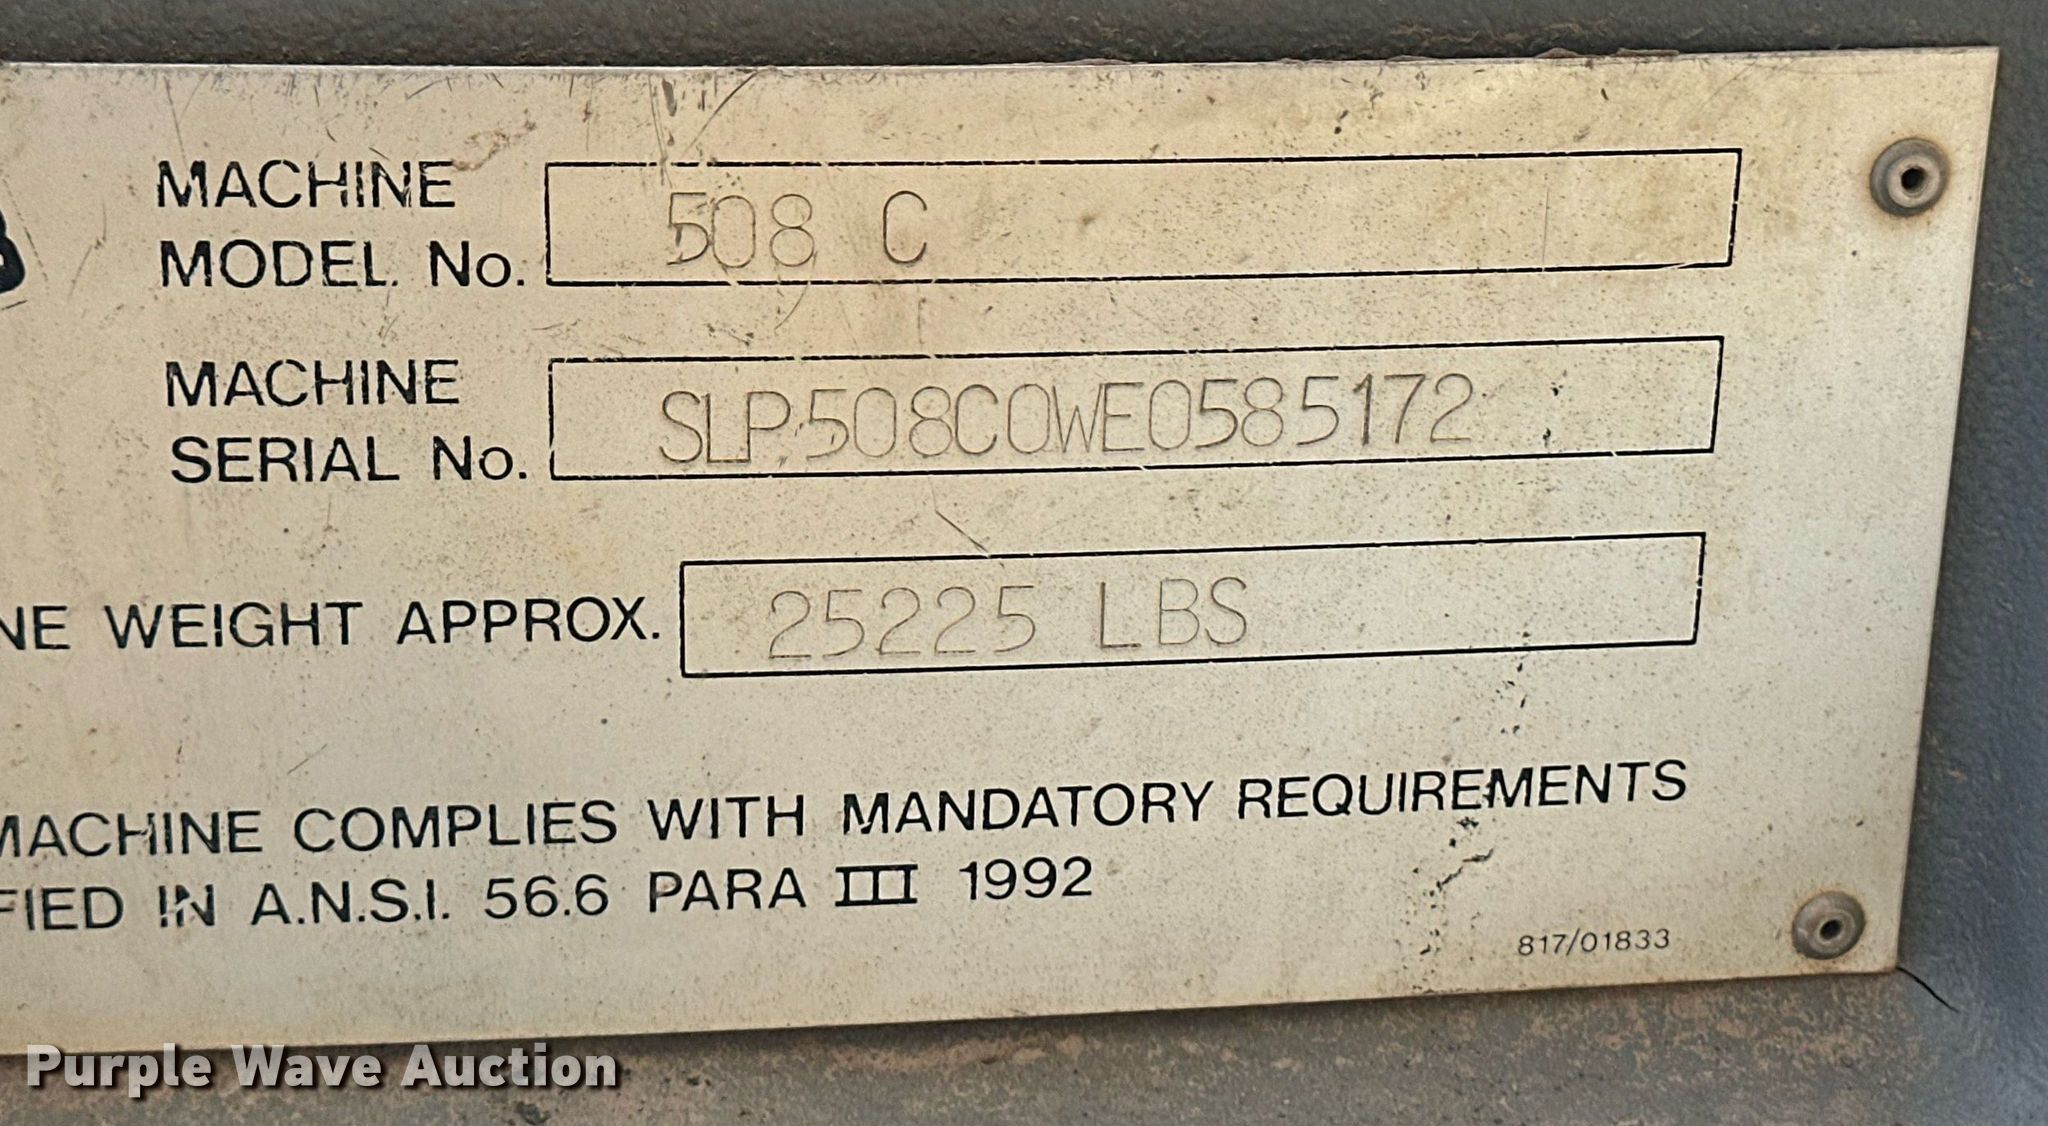 B
MACHINE
MODEL No. 508 C
MACHINE
SERIAL No. SLP508C0WE0585172
NE WEIGHT APPROX. 25225 LBS
MACHINE COMPLIES WITH MANDATORY REQUIREMENTS
FIED IN A.N.S.I. 56.6 PARA III 1992
817/01833
Purple Wave Auction